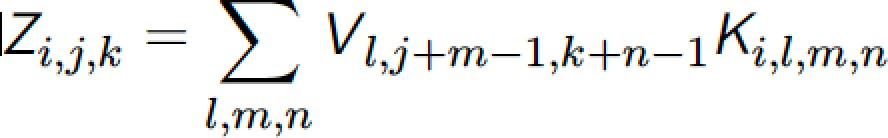 Z_{i,j,k} = \sum_{l,m,n} V_{l,j+m-1,k+n-1} K_{i,l,m,n}